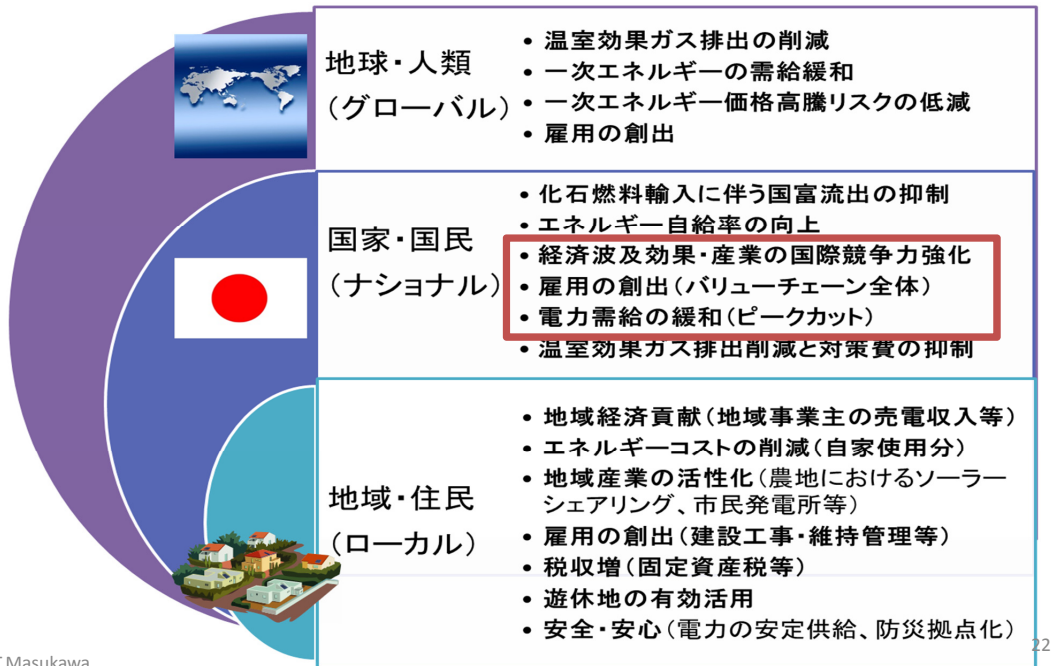 地球・人類
（グローバル）
• 温室効果ガス排出の削減
• 一次エネルギーの需給緩和
• 一次エネルギー価格高騰リスクの低減
• 雇用の創出
国家・国民
（ナショナル）
• 化石燃料輸入に伴う国富流出の抑制
• エネルギー自給率の向上
• 経済波及効果・産業の国際競争力強化
• 雇用の創出（バリューチェーン全体）
• 電力需給の緩和（ピークカット）
• 温室効果ガス排出削減と対策費の抑制
地域・住民
（ローカル）
• 地域経済貢献（地域事業主の売電収入等）
• エネルギーコストの削減（自家使用分）
• 地域産業の活性化（農地におけるソーラー
シェアリング、市民発電所等）
• 雇用の創出（建設工事・維持管理等）
• 税収増（固定資産税等）
• 遊休地の有効活用
• 安全・安心（電力の安定供給、防災拠点化）
22
Masukawa